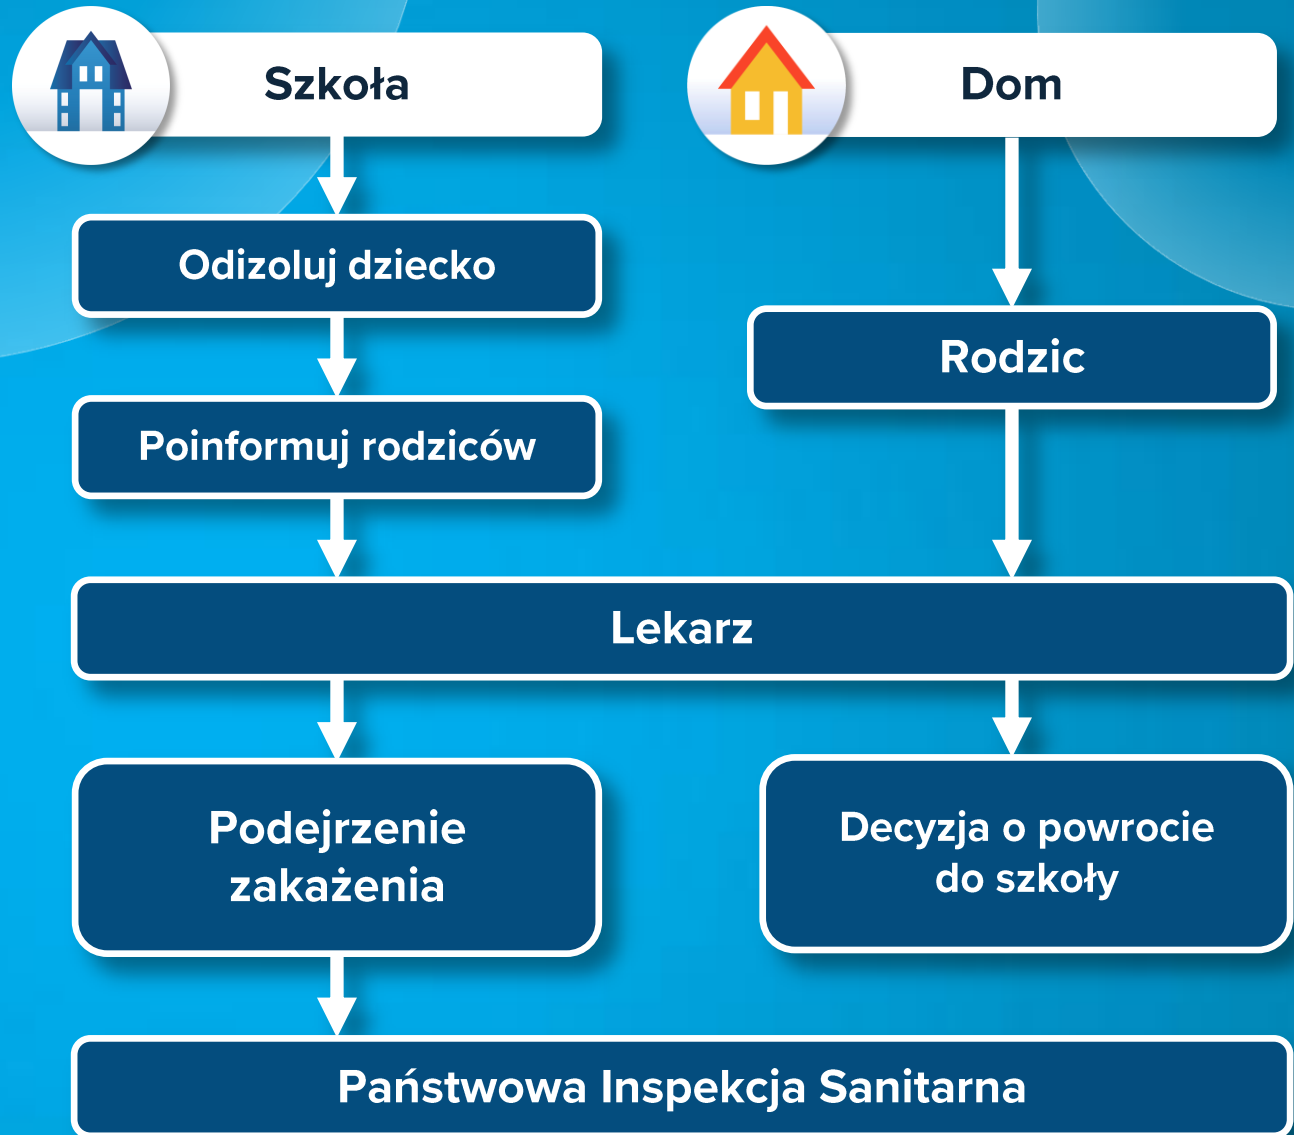 Szkoła
Dom
Odizoluj dziecko
Rodzic
Poinformuj rodziców
Lekarz
Podejrzenie
zakażenia
Decyzja o powrocie
do szkoły
Państwowa Inspekcja Sanitarna